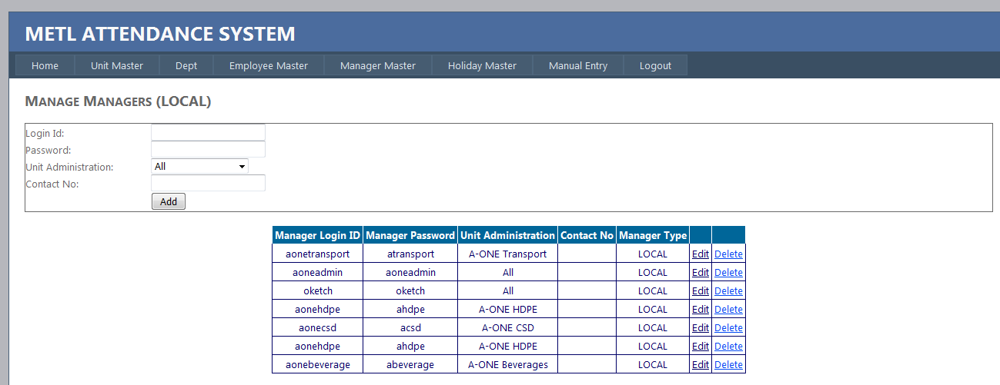 METL ATTENDANCE SYSTEM
Home Unit Master Dept Employee Master Manager Master Holiday Master Manual Entry Logout
MANAGE MANAGERS (LOCAL)
Login Id:
Password:
Unit Administration: All
Contact No:
Add
Manager Login ID Manager Password Unit Administration Contact No Manager Type
aonetransport atransport A-ONE Transport LOCAL Edit Delete
aoneadmin aoneadmin All LOCAL Edit Delete
oketch oketch All LOCAL Edit Delete
aonehdpe ahdpe A-ONE HDPE LOCAL Edit Delete
aonecsd acsd A-ONE CSD LOCAL Edit Delete
aonehdpe ahdpe A-ONE HDPE LOCAL Edit Delete
aonebeverage abeverage A-ONE Beverages LOCAL Edit Delete